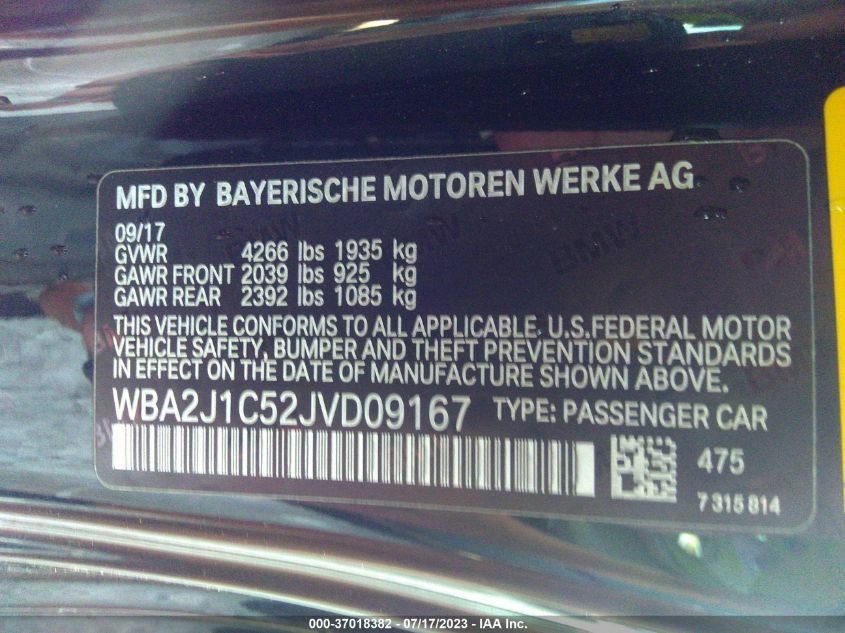 MFD BY BAYERISCHE MOTOREN WERKE AG
09/17
GVWR 4266 lbs 1935 kg
GAWR FRONT 2039 lbs 925 kg
GAWR REAR 2392 lbs 1085 kg
THIS VEHICLE CONFORMS TO ALL APPLICABLE U.S.FEDERAL MOTOR
VEHICLE SAFETY, BUMPER AND THEFT PREVENTION STANDARDS
IN EFFECT ON THE DATE OF MANUFACTURE SHOWN ABOVE.
WBA2J1C52JVD09167 TYPE: PASSENGER CAR
475
7 315 814
000-37018382 - 07/17/2023 - IAA Inc.